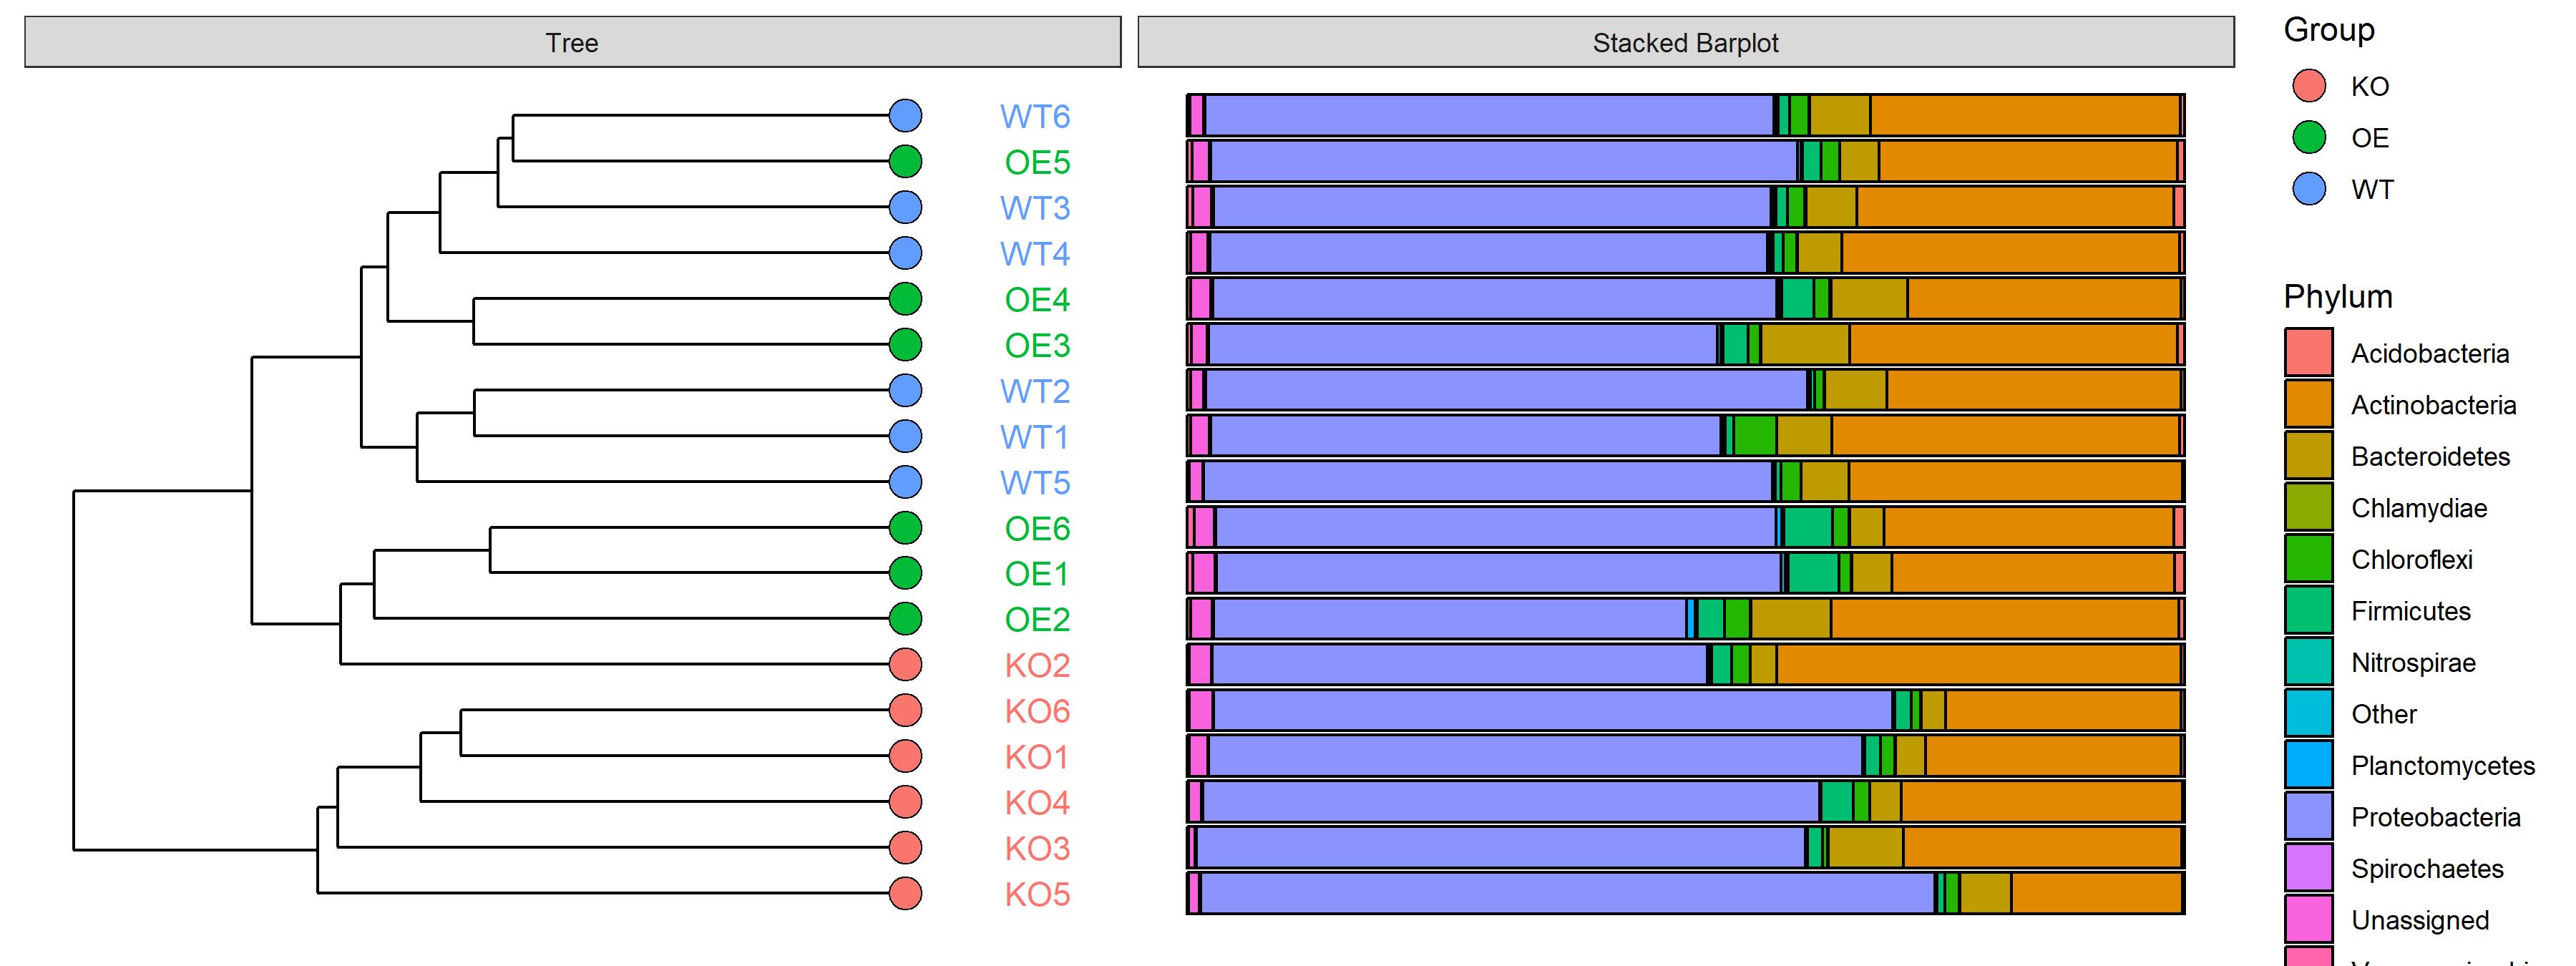 Tree
Stacked Barplot
WT6
OE5
WT3
WT4
OE4
OE3
WT2
WT1
WT5
OE6
OE1
OE2
KO2
KO6
KO1
KO4
KO3
KO5
Group
KO
OE
WT
Phylum
Acidobacteria
Actinobacteria
Bacteroidetes
Chlamydiae
Chloroflexi
Firmicutes
Nitrospirae
Other
Planctomycetes
Proteobacteria
Spirochaetes
Unassigned